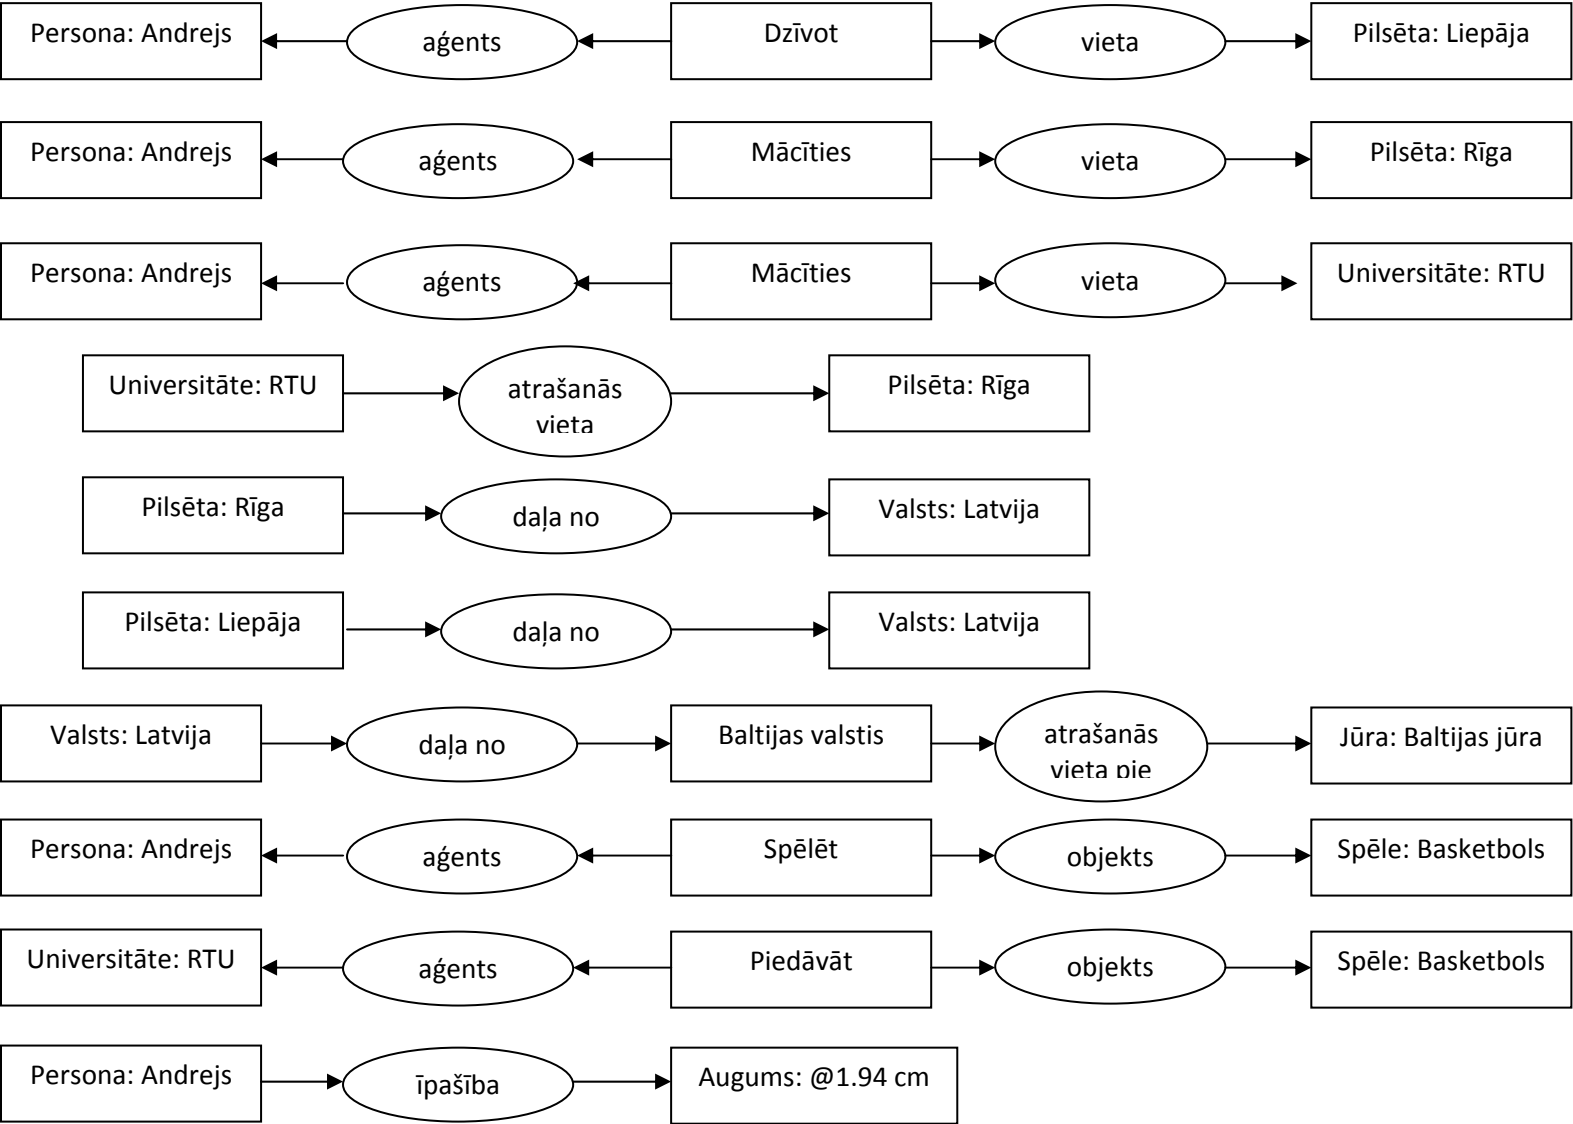 Persona: Andrejs aģents Dzīvot vieta Pilsēta: Liepāja
Persona: Andrejs aģents Mācīties vieta Pilsēta: Rīga
Persona: Andrejs aģents Mācīties vieta Universitāte: RTU
Universitāte: RTU atrašanās vieta Pilsēta: Rīga
Pilsēta: Rīga daļa no Valsts: Latvija
Pilsēta: Liepāja daļa no Valsts: Latvija
Valsts: Latvija daļa no Baltijas valstis atrašanās vieta pie Jūra: Baltijas jūra
Persona: Andrejs aģents Spēlēt objekts Spēle: Basketbols
Universitāte: RTU aģents Piedāvāt objekts Spēle: Basketbols
Persona: Andrejs īpašība Augums: @1.94 cm